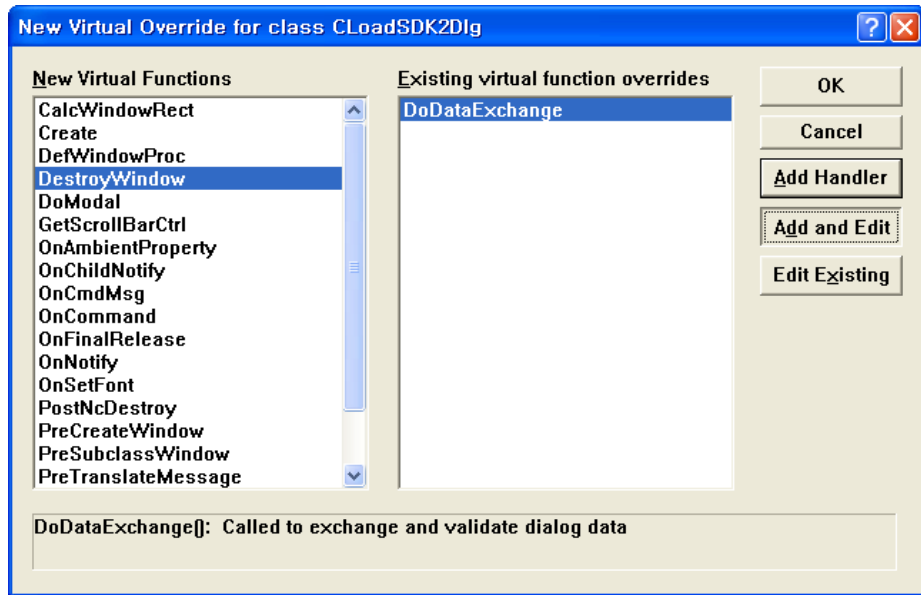 New Virtual Override for class CLoadSDK2Dlg
New Virtual Functions
CalcWindowRect
Create
DefWindowProc
DestroyWindow
DoModal
GetScrollBarCtrl
OnAmbientProperty
OnChildNotify
OnCmdMsg
OnCommand
OnFinalRelease
OnNotify
OnSetFont
PostNcDestroy
PreCreateWindow
PreSubclassWindow
PreTranslateMessage
Existing virtual function overrides
DoDataExchange
OK
Cancel
Add Handler
Add and Edit
Edit Existing
DoDataExchange(): Called to exchange and validate dialog data